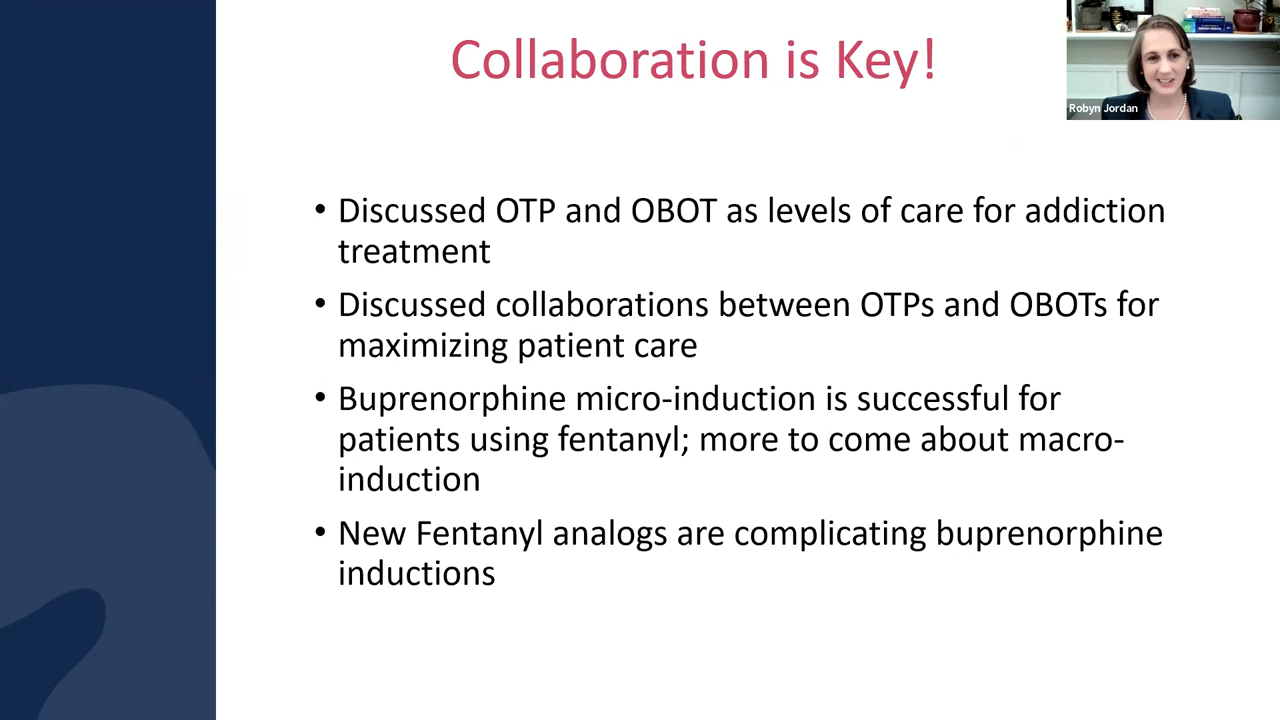 Collaboration is Key!
Robyn Jordan
• Discussed OTP and OBOT as levels of care for addiction
treatment
• Discussed collaborations between OTPs and OBOTs for
maximizing patient care
• Buprenorphine micro-induction is successful for
patients using fentanyl; more to come about macro-
induction
• New Fentanyl analogs are complicating buprenorphine
inductions